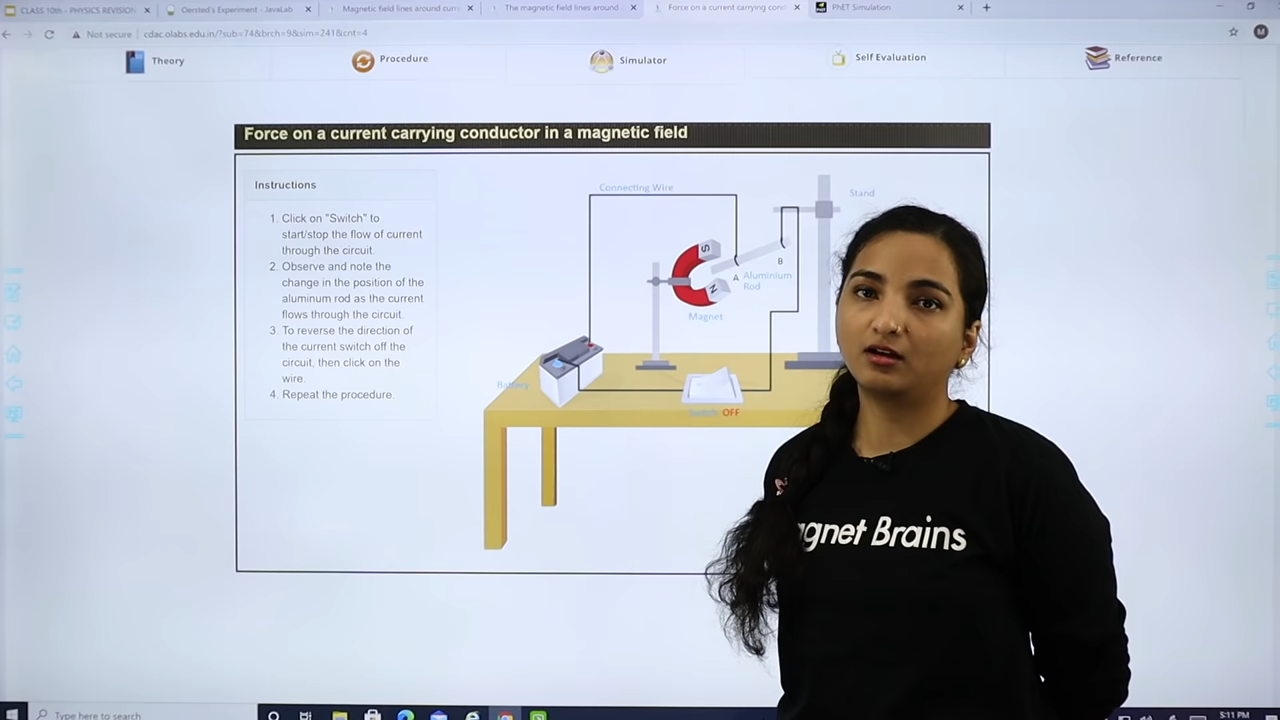 CLASS 10th - PHYSICS REVISION
Oersted's Experiment - JavaLab
Magnetic field lines around curr
The magnetic field lines around
Force on a current carrying cond
PhET Simulation
Not secure
cdac.olabs.edu.in/?sub=74&brch=9&sim=241&cnt=4
M
Theory
Procedure
Simulator
Self Evaluation
Reference
Force on a current carrying conductor in a magnetic field
Instructions
1. Click on "Switch" to
start/stop the flow of current
through the circuit.
2. Observe and note the
change in the position of the
aluminum rod as the current
flows through the circuit.
3. To reverse the direction of
the current switch off the
circuit, then click on the
wire.
4. Repeat the procedure.
Connecting Wire
Stand
S
N
A
B
Aluminium
Rod
Magnet
Battery
Switch OFF
gnet Brains
Type here to search
5:11 PM